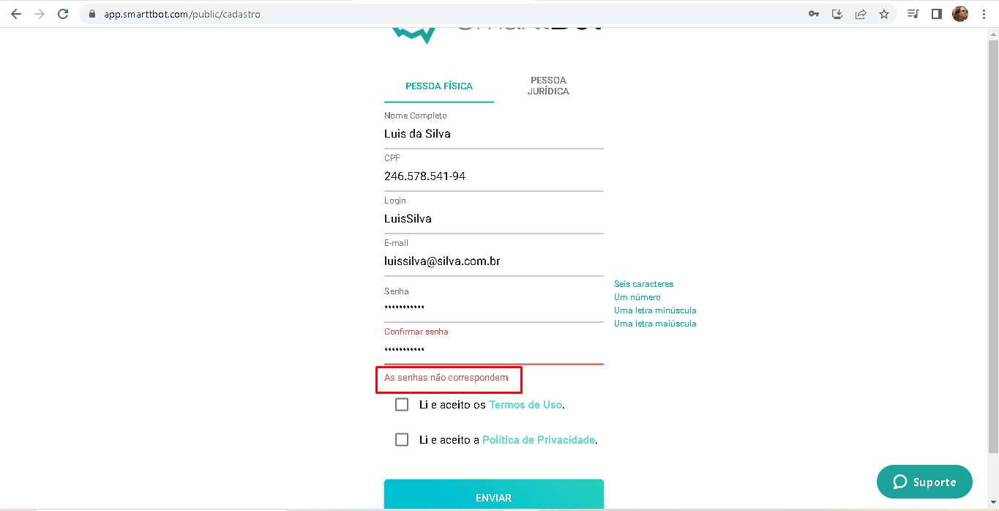 app.smarttbot.com/public/cadastro
SmarttBot
PESSOA FÍSICA
PESSOA
JURÍDICA
Nome Completo
Luis da Silva
CPF
246.578.541-94
Login
LuisSilva
E-mail
luissilva@silva.com.br
Senha
•••••••••••
Seis caracteres
Um número
Uma letra minúscula
Uma letra maiúscula
Confirmar senha
•••••••••••
As senhas não correspondem.
Li e aceito os Termos de Uso.
Li e aceito a Política de Privacidade.
ENVIAR
Suporte